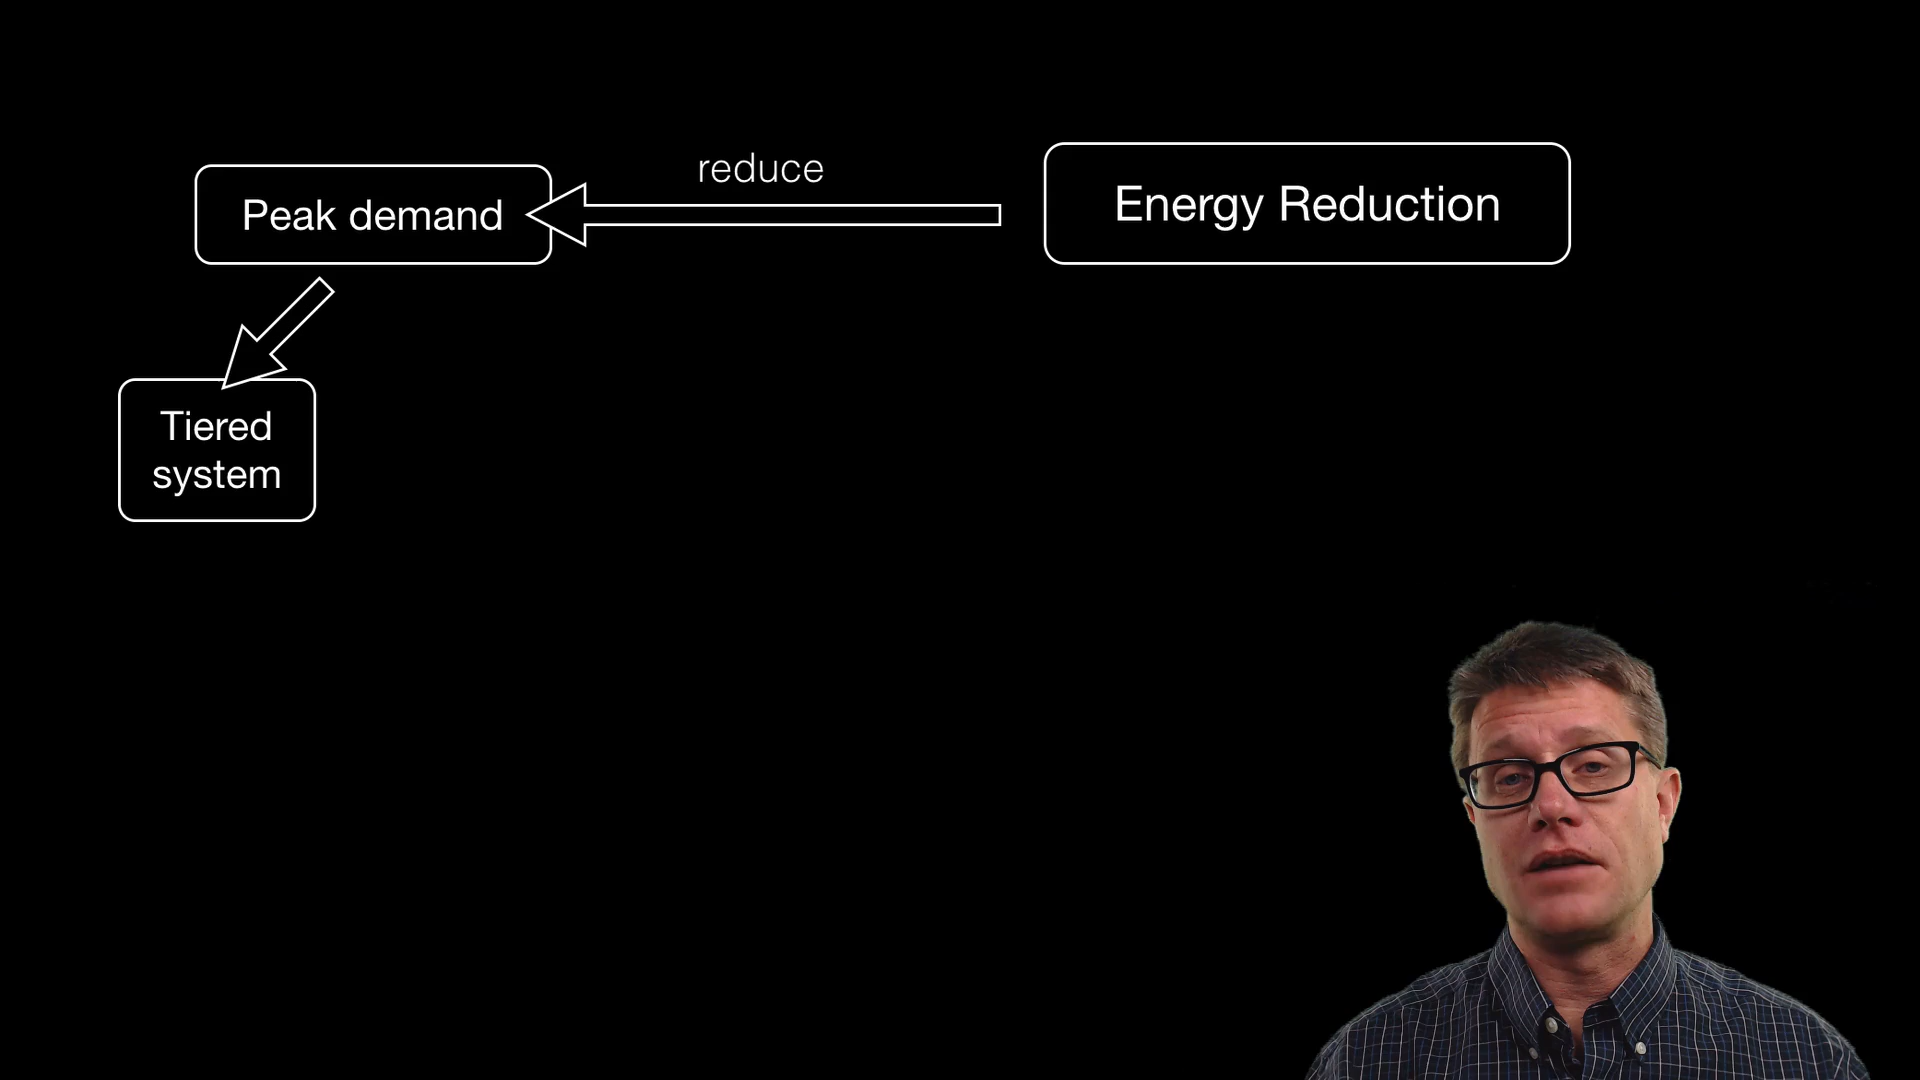 reduce
Peak demand
Energy Reduction
Tiered
system